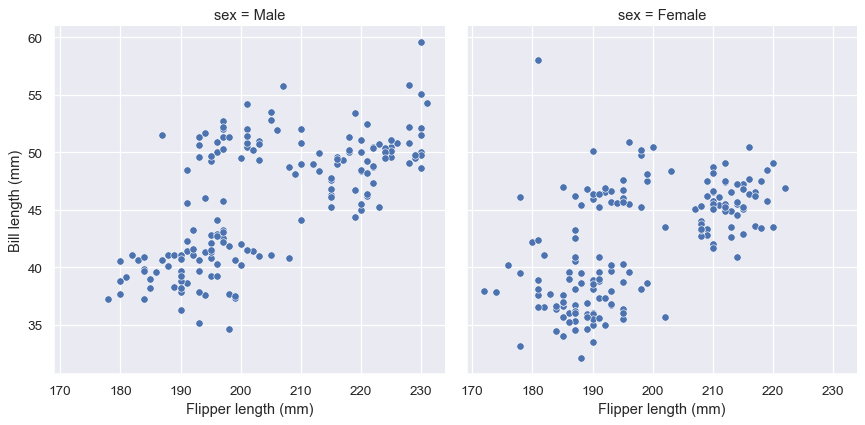 sex = Male
sex = Female
60
55
50
45
40
35
Bill length (mm)
170 180 190 200 210 220 230
170 180 190 200 210 220 230
Flipper length (mm)
Flipper length (mm)